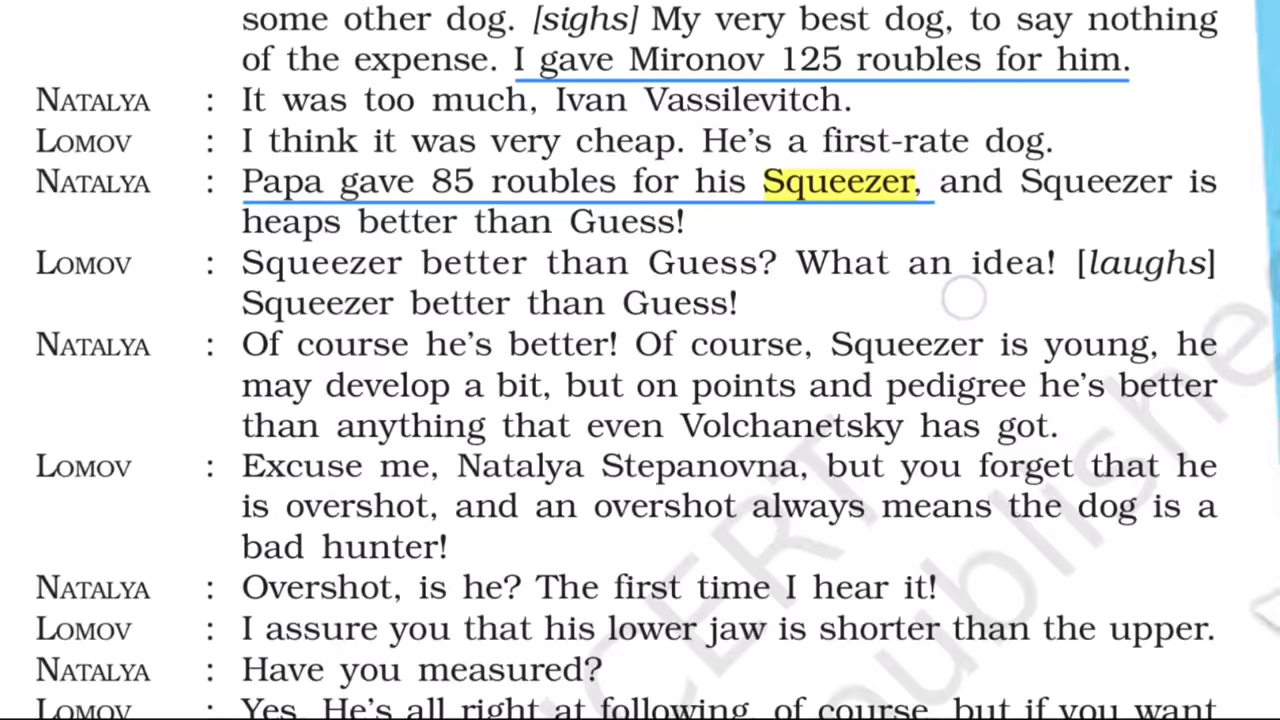 some other dog. [sighs] My very best dog, to say nothing
of the expense. I gave Mironov 125 roubles for him.
NATALYA : It was too much, Ivan Vassilevitch.
LOMOV : I think it was very cheap. He's a first-rate dog.
NATALYA : Papa gave 85 roubles for his Squeezer, and Squeezer is
heaps better than Guess!
LOMOV : Squeezer better than Guess? What an idea! [laughs]
Squeezer better than Guess!
NATALYA : Of course he's better! Of course, Squeezer is young, he
may develop a bit, but on points and pedigree he's better
than anything that even Volchanetsky has got.
LOMOV : Excuse me, Natalya Stepanovna, but you forget that he
is overshot, and an overshot always means the dog is a
bad hunter!
NATALYA : Overshot, is he? The first time I hear it!
LOMOV : I assure you that his lower jaw is shorter than the upper.
NATALYA : Have you measured?
LOMOV : Yes. He's all right at following, of course, but if you want